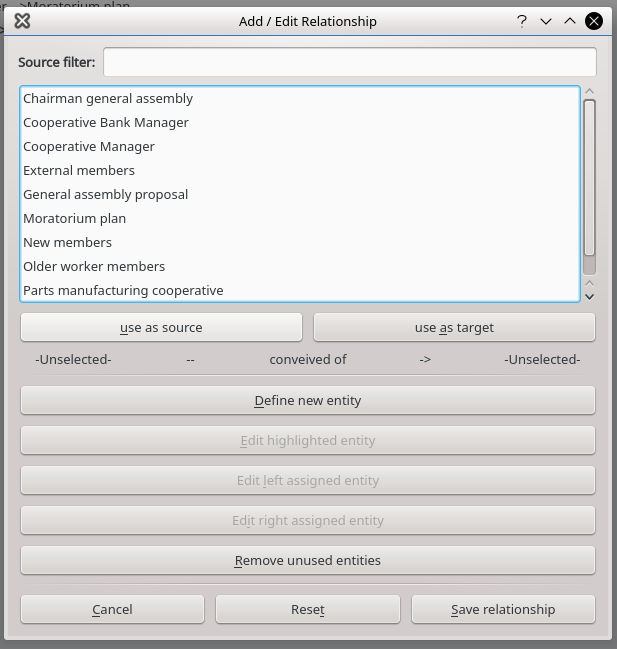 ->Moratorium plan
Add / Edit Relationship
?
Source filter:
Chairman general assembly
Cooperative Bank Manager
Cooperative Manager
External members
General assembly proposal
Moratorium plan
New members
Older worker members
Parts manufacturing cooperative
use as source use as target
-Unselected- -- conveived of -> -Unselected-
Define new entity
Edit highlighted entity
Edit left assigned entity
Edit right assigned entity
Remove unused entities
Cancel Reset Save relationship